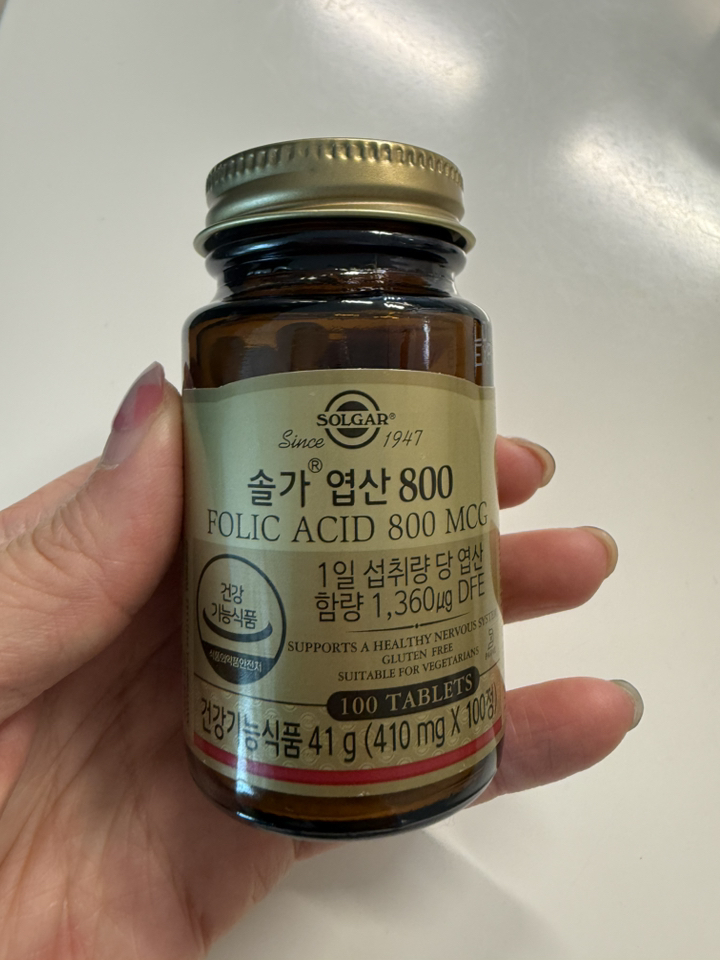 SOLGAR®
Since 1947
솔가® 엽산 800
FOLIC ACID 800 MCG
1일 섭취량 당 엽산
함량 1,360㎍ DFE
건강
기능식품
식품의약품안전처
SUPPORTS A HEALTHY NERVOUS SYSTEM
GLUTEN FREE
SUITABLE FOR VEGETARIANS
100 TABLETS
건강기능식품 41 g (410 mg X 100정)